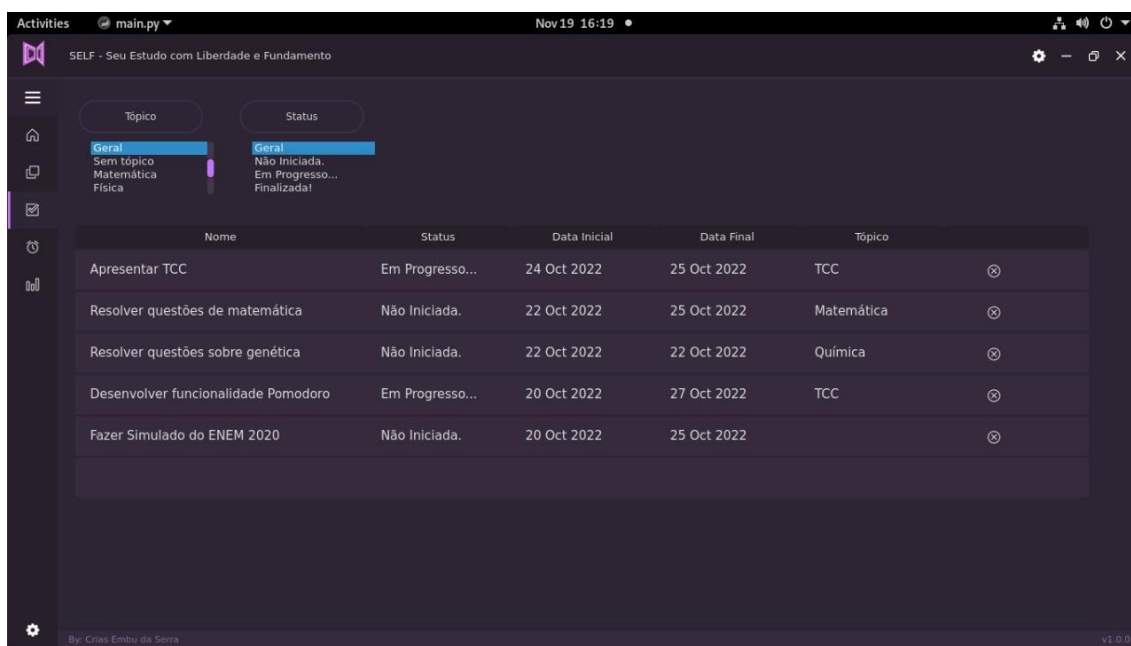 Activities main.py Nov 19 16:19
SELF - Seu Estudo com Liberdade e Fundamento
Tópico Status
Geral Geral
Sem tópico Não Iniciada.
Matemática Em Progresso...
Física Finalizada!
Nome Status Data Inicial Data Final Tópico
Apresentar TCC Em Progresso... 24 Oct 2022 25 Oct 2022 TCC
Resolver questões de matemática Não Iniciada. 22 Oct 2022 25 Oct 2022 Matemática
Resolver questões sobre genética Não Iniciada. 22 Oct 2022 22 Oct 2022 Química
Desenvolver funcionalidade Pomodoro Em Progresso... 20 Oct 2022 27 Oct 2022 TCC
Fazer Simulado do ENEM 2020 Não Iniciada. 20 Oct 2022 25 Oct 2022
By: Crias Embu da Serra v1.0.0